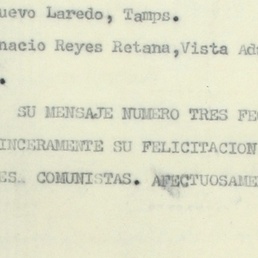 uevo Laredo, Tamps.
nacio Reyes Retana,Vista Ad
.
SU MENSAJE NUMERO TRES FE
INCERAMENTE SU FELICITACION
ES COMUNISTAS. AFECTUOSAME